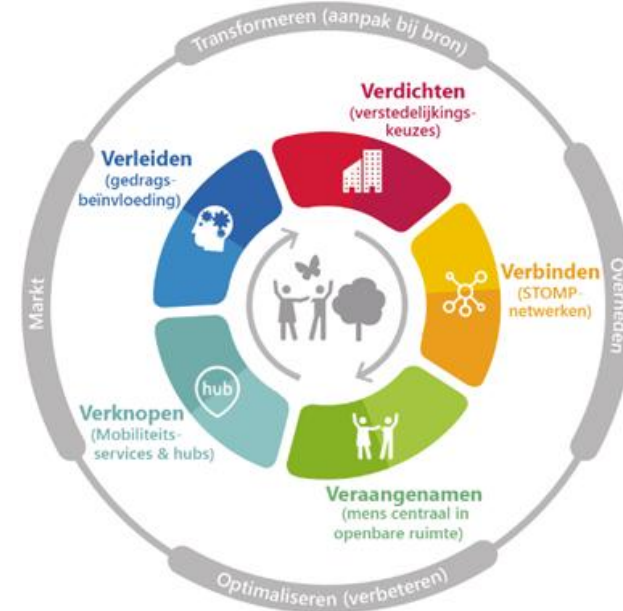 Transformeren (aanpak bij bron)
Verdichten
(verstedelijkings-
keuzes)
Verleiden
(gedrags-
beïnvloeding)
Verbinden
(STOMP-
netwerken)
Markt
Overheden
hub
Verknopen
(Mobiliteits-
services & hubs)
Veraangenamen
(mens centraal in
openbare ruimte)
Optimaliseren (verbeteren)